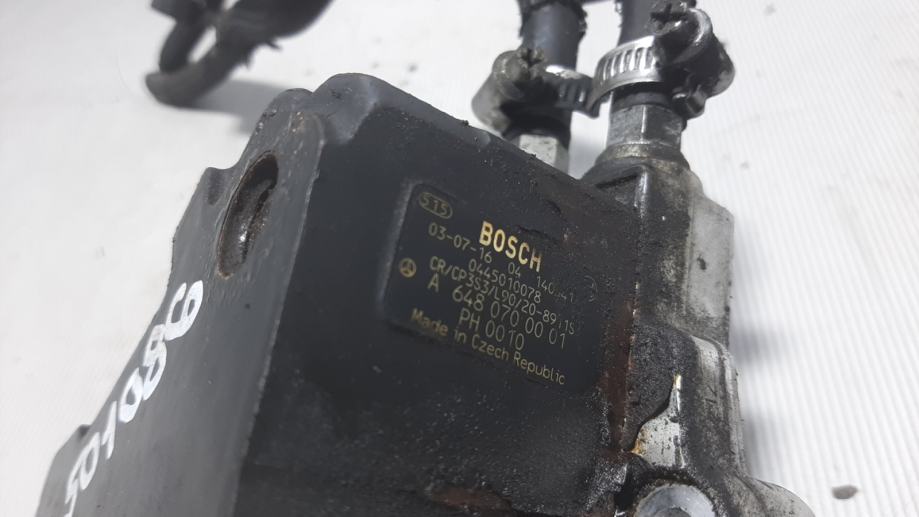 515
BOSCH
03-07-16 04
0445010078
CR/CP3S3/L90/20-89
A 648 070 00 01
PH 0010
Made in Czech Republic